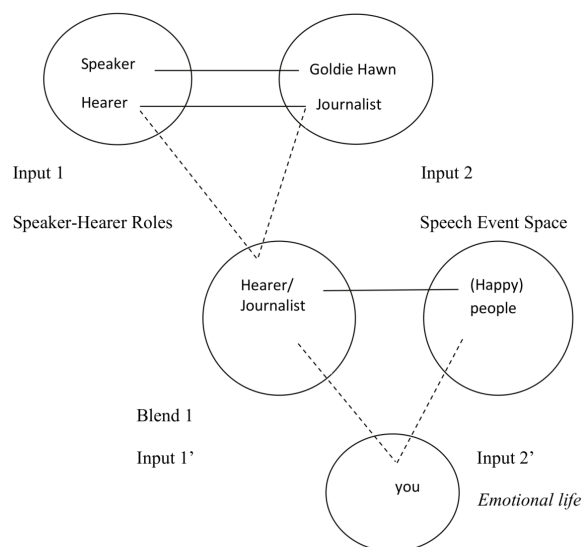 Speaker
Goldie Hawn
Hearer
Journalist
Input 1
Input 2
Speaker-Hearer Roles
Speech Event Space
Hearer/
Journalist
(Happy)
people
Blend 1
Input 1’
Input 2’
you
Emotional life